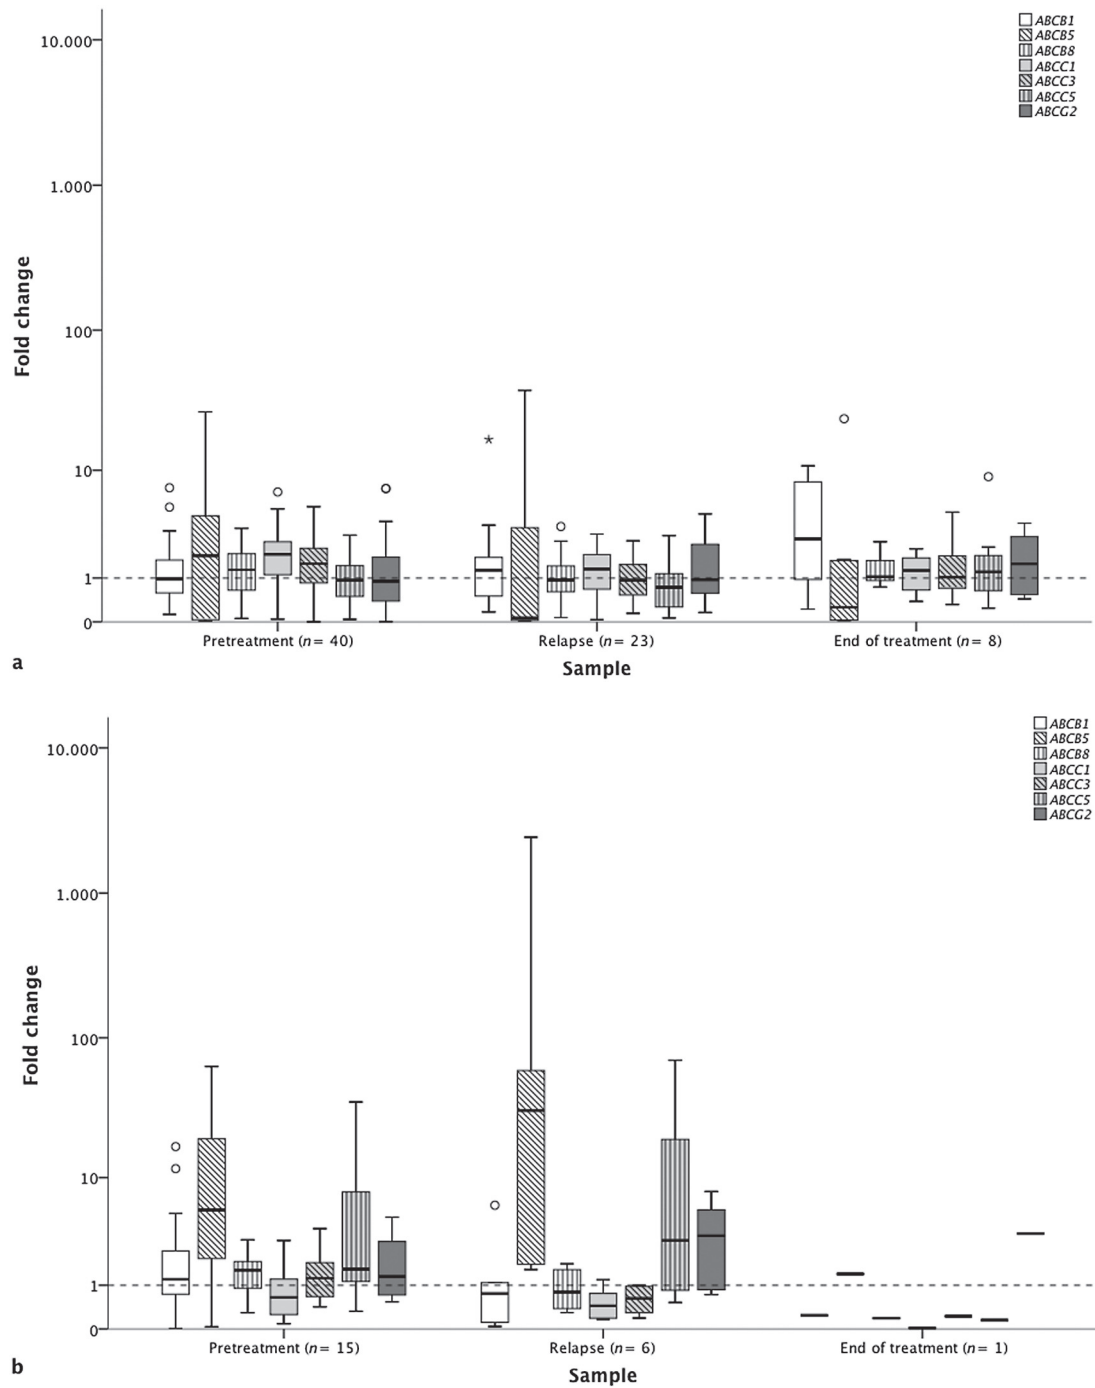 ABCB1
ABCB5
ABCB8
ABCC1
ABCC3
ABCC5
ABCG2
10.000
1.000
100
10
1
0
Fold change
Pretreatment (n= 40)
Relapse (n= 23)
End of treatment (n= 8)
Sample
a
ABCB1
ABCB5
ABCB8
ABCC1
ABCC3
ABCC5
ABCG2
10.000
1.000
100
10
1
0
Fold change
Pretreatment (n= 15)
Relapse (n= 6)
End of treatment (n= 1)
Sample
b